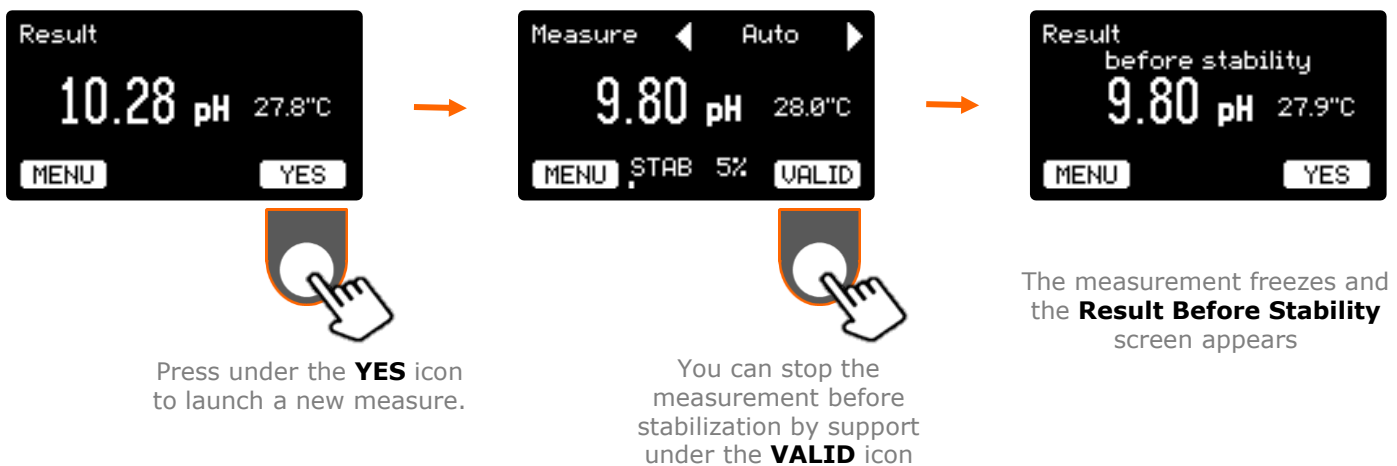 Result
10.28 pH 27.8"C
MENU YES
Press under the YES icon
to launch a new measure.
Measure Auto
9.80 pH 28.0"C
MENU STAB 5% VALID
You can stop the
measurement before
stabilization by support
under the VALID icon
Result
before stability
9.80 pH 27.9"C
MENU YES
The measurement freezes and
the Result Before Stability
screen appears